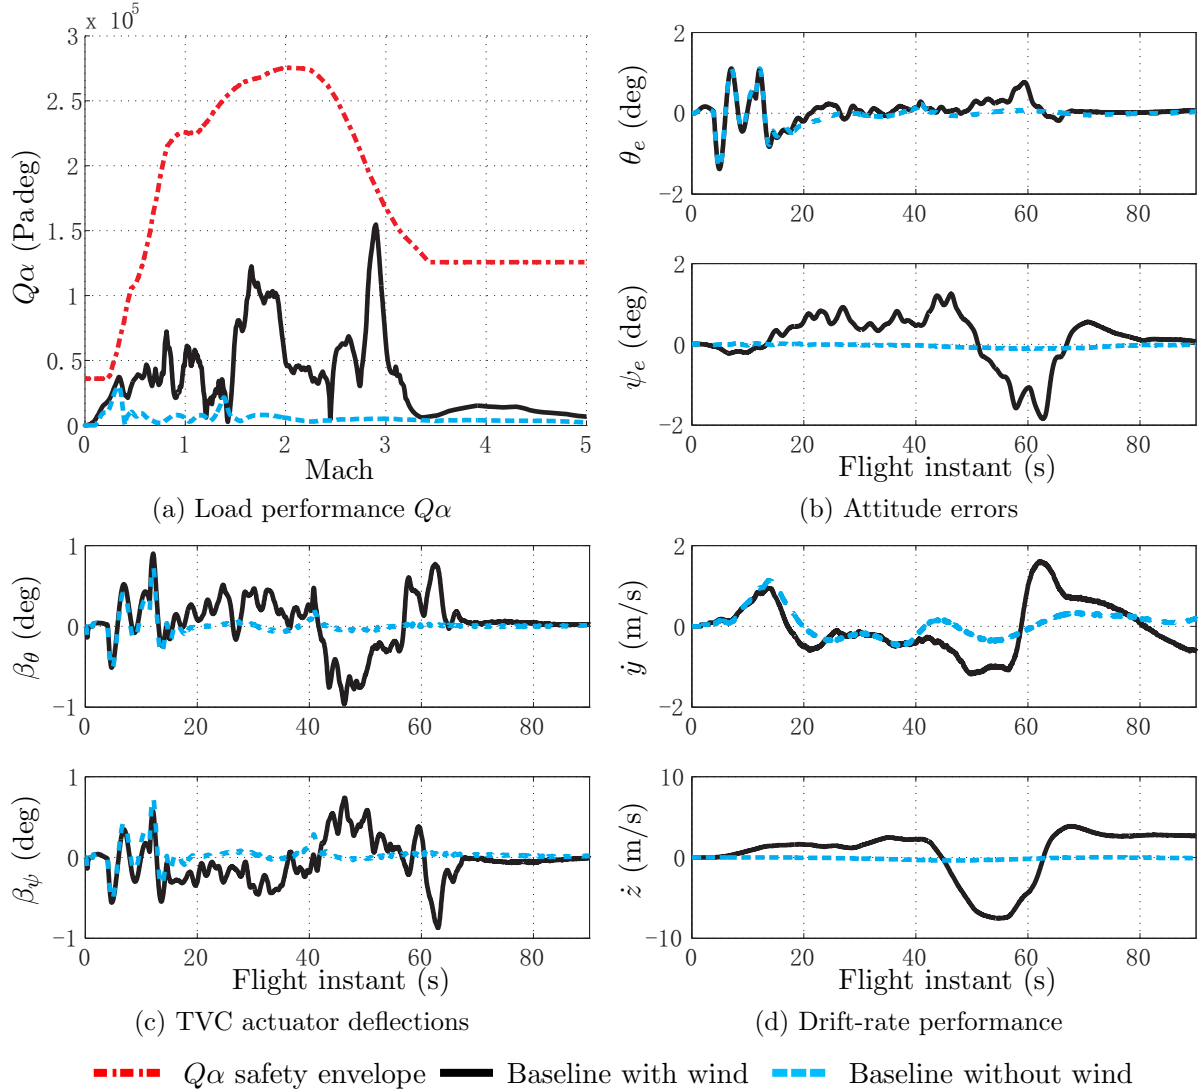 x 10⁵
3
2.5
2
1.5
1
0.5
0
0 1 2 3 4 5
Qα (Pa deg)
Mach
(a) Load performance Qα
2
0
−2
0 20 40 60 80
θₑ (deg)
2
0
−2
0 20 40 60 80
ψₑ (deg)
Flight instant (s)
(b) Attitude errors
1
0
−1
0 20 40 60 80
β_θ (deg)
1
0
−1
0 20 40 60 80
β_ψ (deg)
Flight instant (s)
(c) TVC actuator deflections
2
0
−2
0 20 40 60 80
ẏ (m/s)
10
0
−10
0 20 40 60 80
ż (m/s)
Flight instant (s)
(d) Drift-rate performance
Qα safety envelope Baseline with wind Baseline without wind